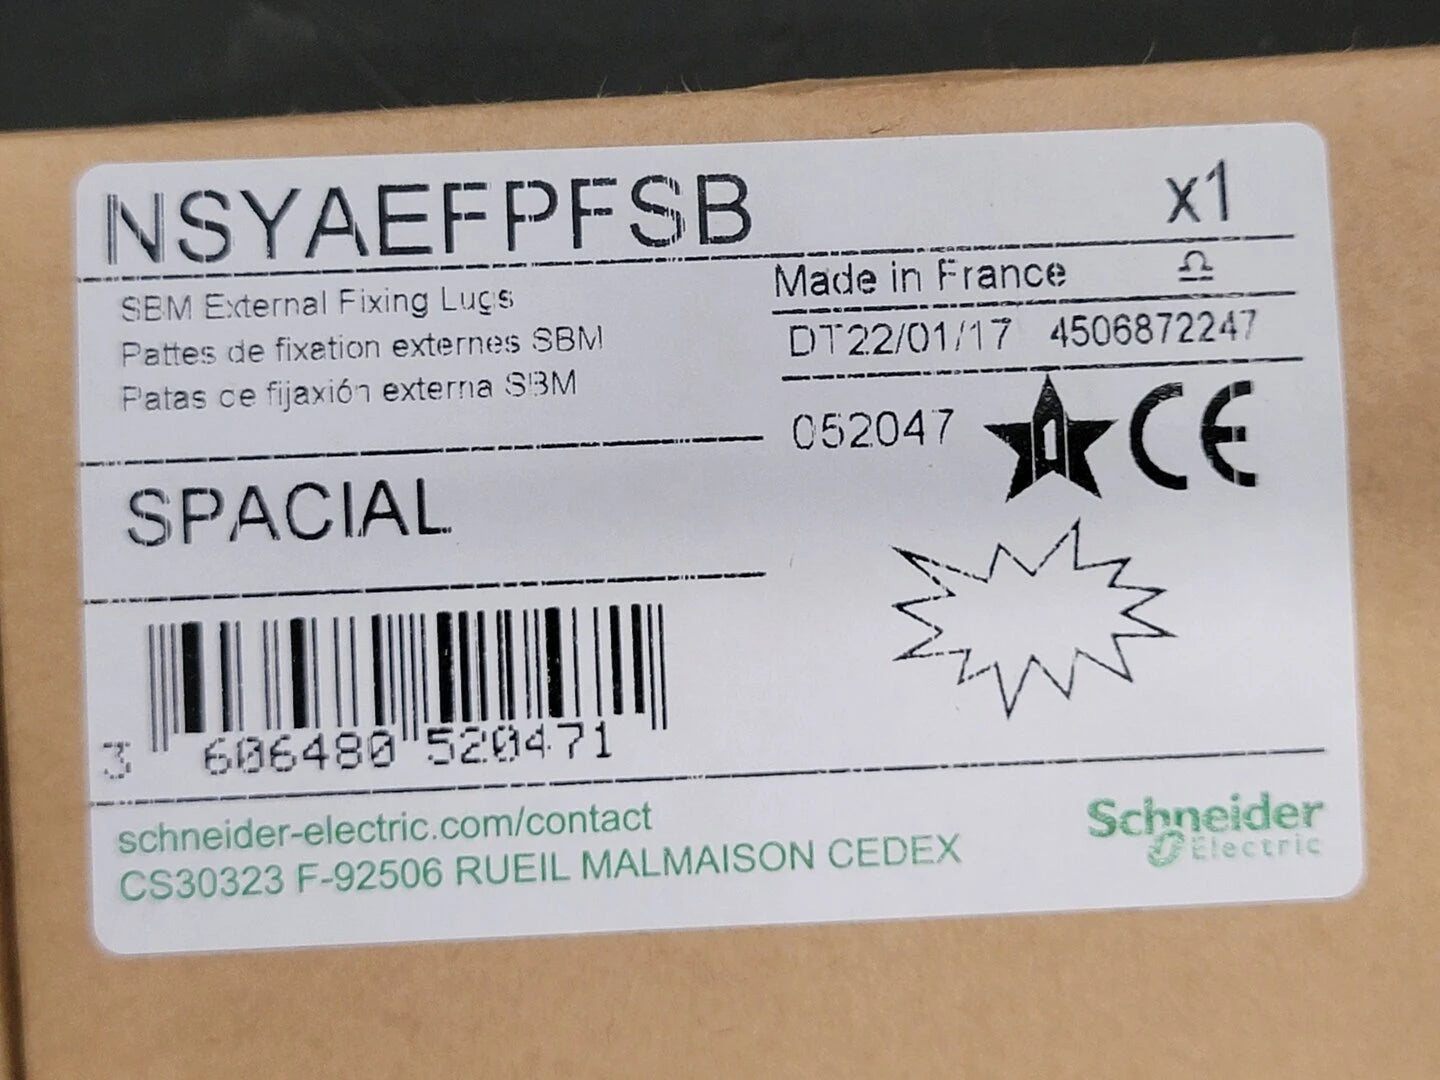 NSYAEFPFSB
x1
SBM External Fixing Lugs
Pattes de fixation externes SBM
Patas de fijaxión externa SBM
Made in France
DT22/01/17 4506872247
052047
1
CE
SPACIAL
3 606480 520471
schneider-electric.com/contact
CS30323 F-92506 RUEIL MALMAISON CEDEX
Schneider
Electric